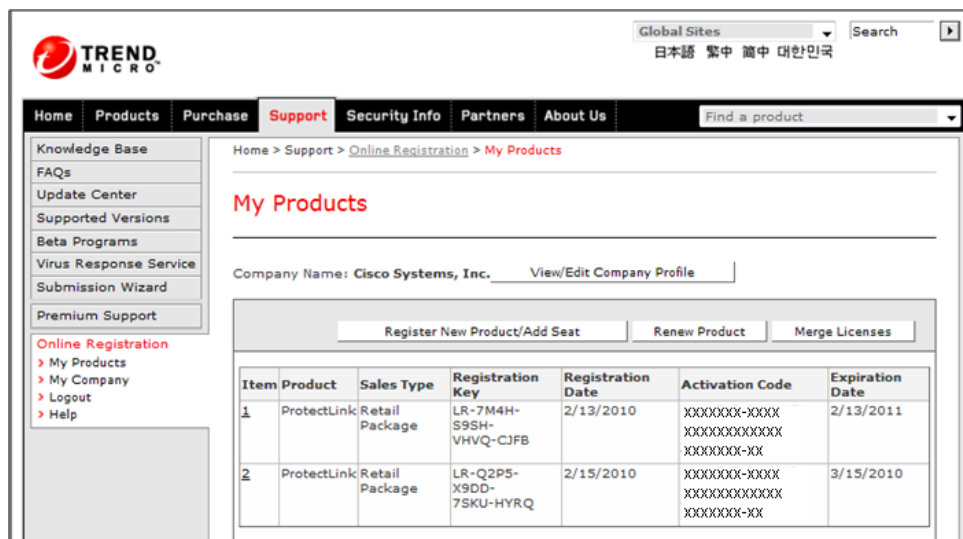 Global Sites
Search
日本語 繁中 简中 대한민국
TREND
MICRO
Home Products Purchase Support Security Info Partners About Us
Find a product
Knowledge Base
FAQs
Update Center
Supported Versions
Beta Programs
Virus Response Service
Submission Wizard
Premium Support
Online Registration
My Products
My Company
Logout
Help
Home > Support > Online Registration > My Products
My Products
Company Name: Cisco Systems, Inc. View/Edit Company Profile
Register New Product/Add Seat Renew Product Merge Licenses
Item Product Sales Type Registration Key Registration Date Activation Code Expiration Date
1 ProtectLink Retail Package LR-7M4H-S9SH-VHVQ-CJFB 2/13/2010 XXXXXXX-XXXX XXXXXXXXXXXX XXXXXXX-XX 2/13/2011
2 ProtectLink Retail Package LR-Q2P5-X9DD-7SKU-HYRQ 2/15/2010 XXXXXXX-XXXX XXXXXXXXXXXX XXXXXXX-XX 3/15/2010